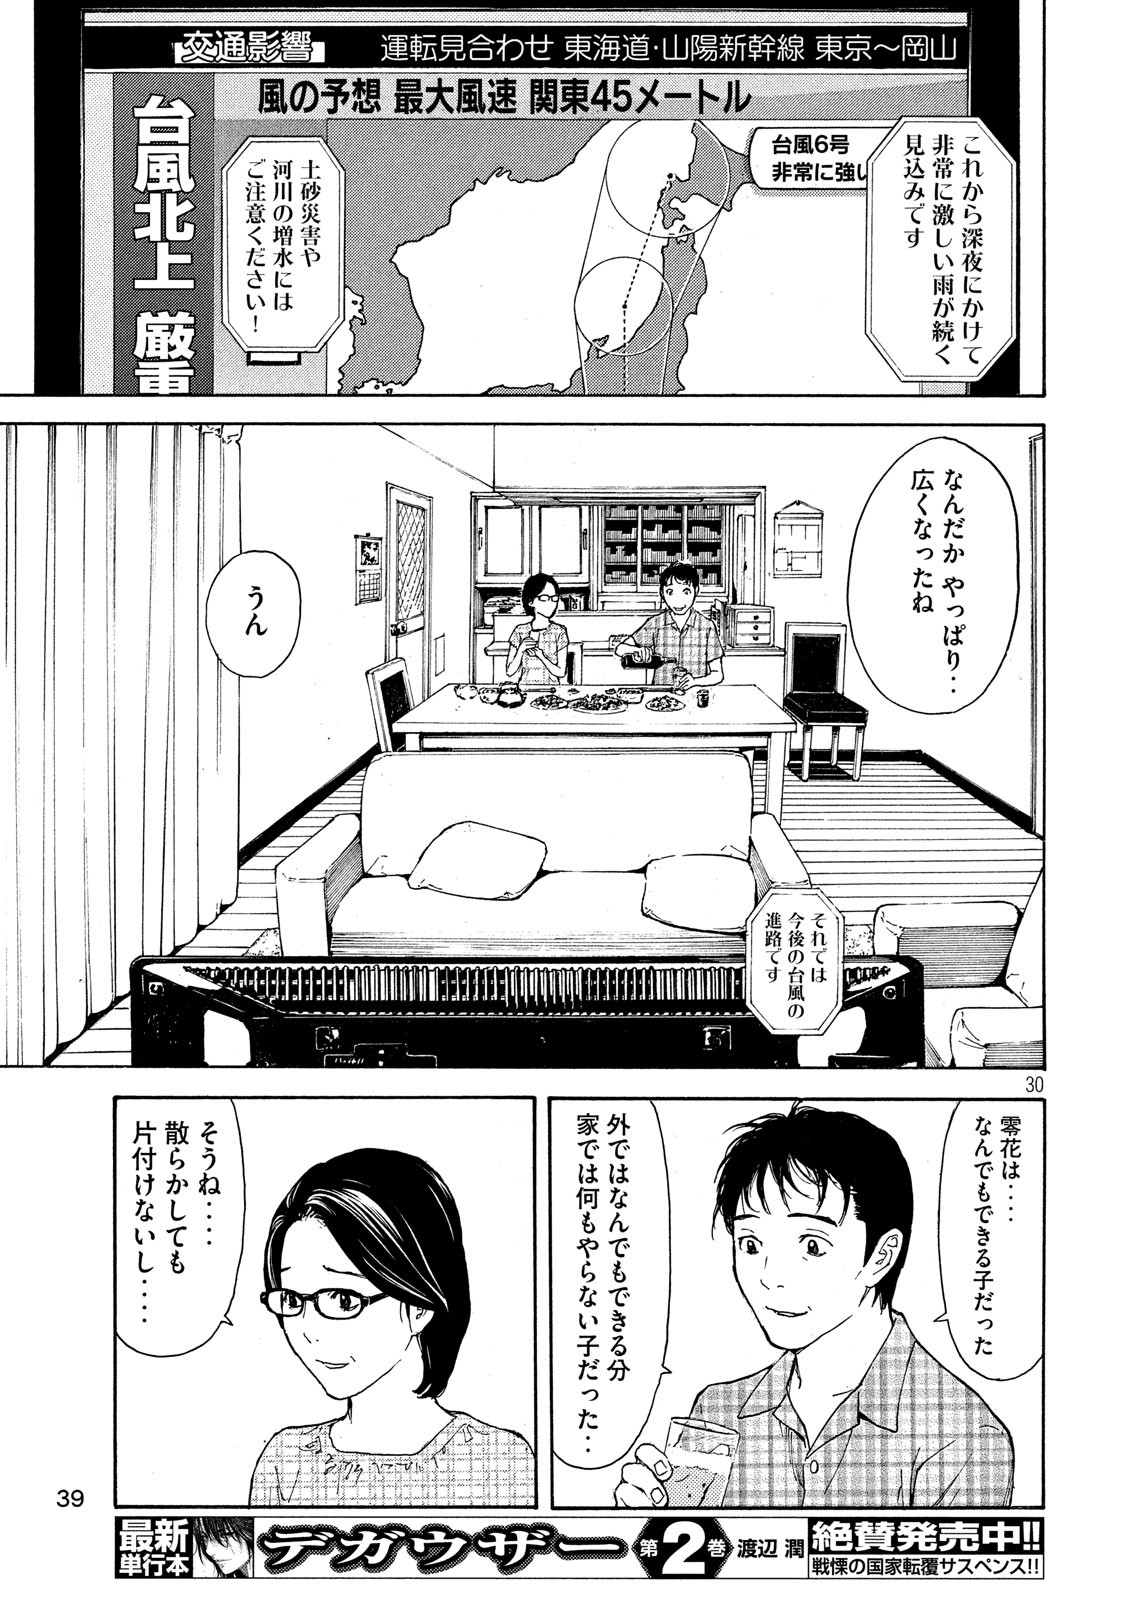 交通影響 運転見合わせ 東海道・山陽新幹線 東京〜岡山
風の予想 最大風速 関東45メートル
台風北上 厳重
台風6号
非常に強い
これから深夜にかけて
非常に激しい雨が続く
見込みです
土砂災害や
河川の増水には
ご注意ください！
なんだか やっぱり‥
広くなったね
うん
それでは
今後の台風の
進路です
30
零花は‥‥
なんでもできる子だった
外ではなんでもできる分
家では何もやらない子だった‥
そうね‥‥
散らかしても
片付けないし‥‥
39
最新
単行本
デガウザー
第2巻
渡辺 潤
絶賛発売中!!
戦慄の国家転覆サスペンス!!